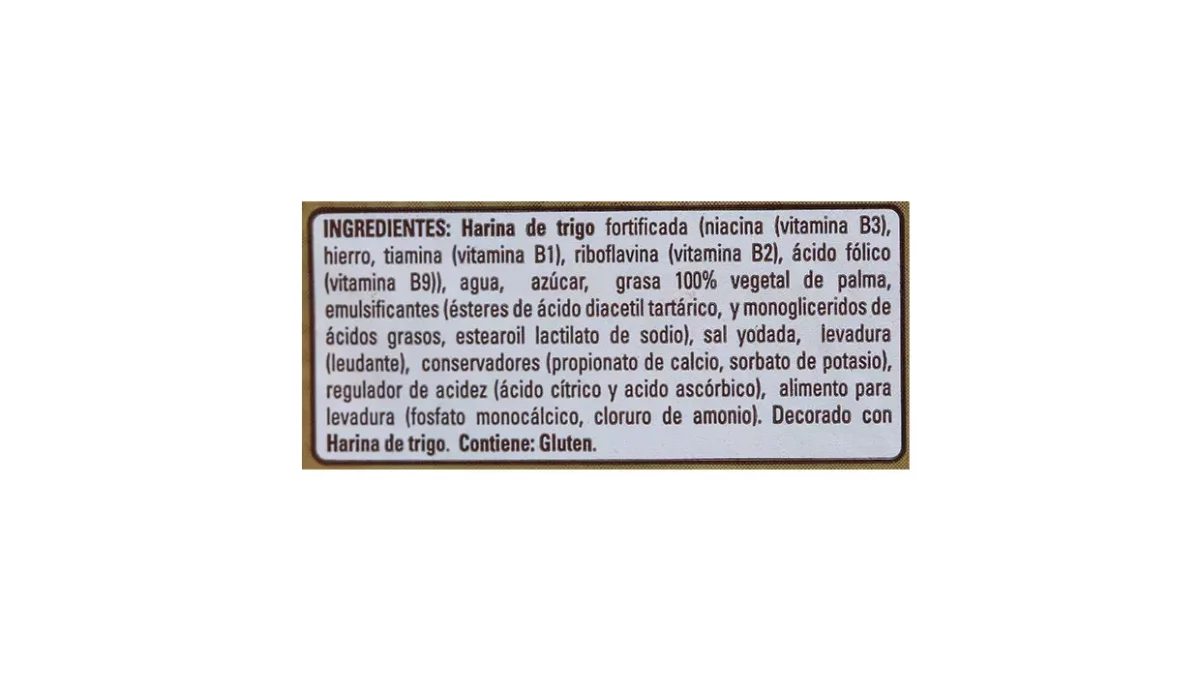 INGREDIENTES: Harina de trigo fortificada (niacina (vitamina B3),
hierro, tiamina (vitamina B1), riboflavina (vitamina B2), ácido fólico
(vitamina B9)), agua, azúcar, grasa 100% vegetal de palma,
emulsificantes (ésteres de ácido diacetil tartárico, y monogliceridos de
ácidos grasos, estearoil lactilato de sodio), sal yodada, levadura
(leudante), conservadores (propionato de calcio, sorbato de potasio),
regulador de acidez (ácido cítrico y acido ascórbico), alimento para
levadura (fosfato monocálcico, cloruro de amonio). Decorado con
Harina de trigo. Contiene: Gluten.